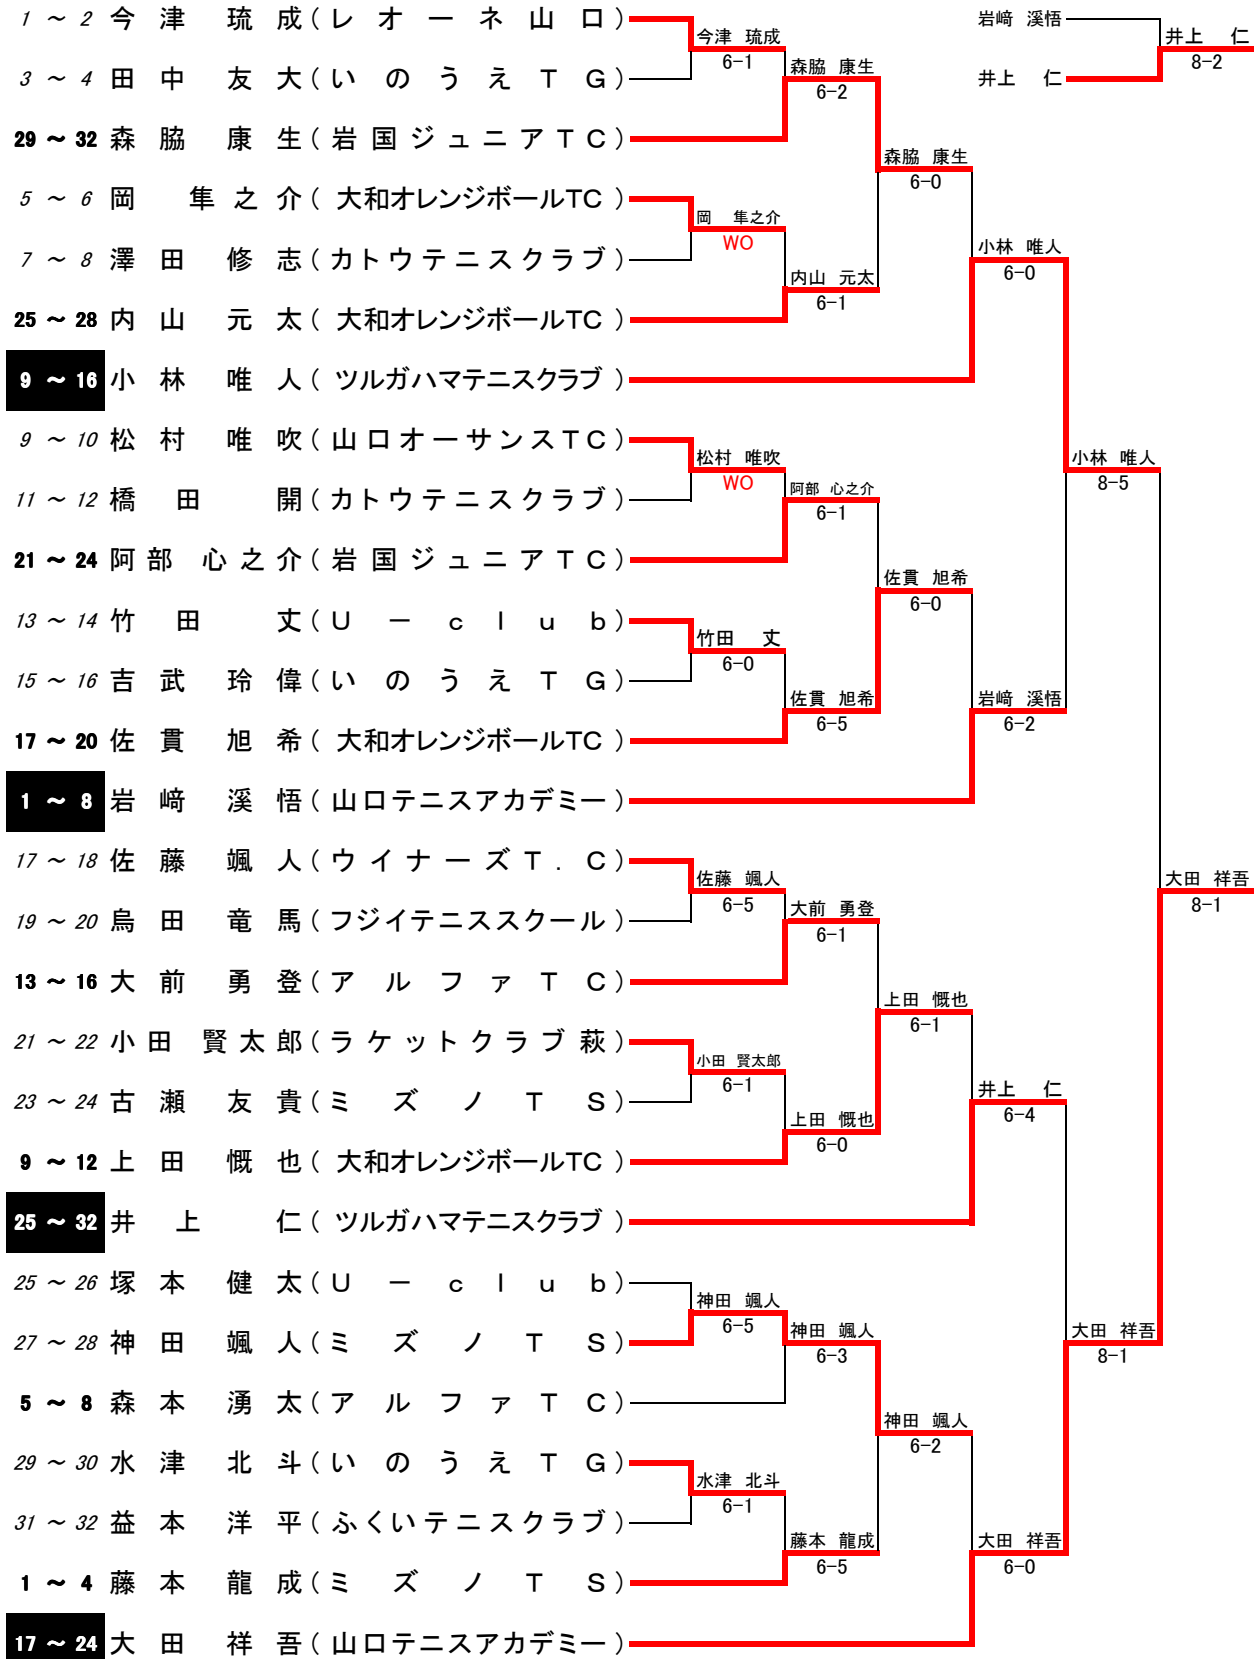 1 ～ 2 今津 琉成(レオーネ山口)
3 ～ 4 田中 友大(いのうえTG)
29 ～ 32 森脇 康生(岩国ジュニアTC)
5 ～ 6 岡 隼之介(大和オレンジボールTC)
7 ～ 8 澤田 修志(カトウテニスクラブ)
25 ～ 28 内山 元太(大和オレンジボールTC)
9 ～ 16 小林 唯人(ツルガハマテニスクラブ)
9 ～ 10 松村 唯吹(山口オーサンスTC)
11 ～ 12 橋田 開(カトウテニスクラブ)
21 ～ 24 阿部 心之介(岩国ジュニアTC)
13 ～ 14 竹田 丈(U－club)
15 ～ 16 吉武 玲偉(いのうえTG)
17 ～ 20 佐貫 旭希(大和オレンジボールTC)
1 ～ 8 岩﨑 溪悟(山口テニスアカデミー)
17 ～ 18 佐藤 颯人(ウイナーズT.C)
19 ～ 20 鳥田 竜馬(フジイテニススクール)
13 ～ 16 大前 勇登(アルファTC)
21 ～ 22 小田 賢太郎(ラケットクラブ萩)
23 ～ 24 古瀬 友貴(ミズノTS)
9 ～ 12 上田 慨也(大和オレンジボールTC)
25 ～ 32 井上 仁(ツルガハマテニスクラブ)
25 ～ 26 塚本 健太(U－club)
27 ～ 28 神田 颯人(ミズノTS)
5 ～ 8 森本 湧太(アルファTC)
29 ～ 30 水津 北斗(いのうえTG)
31 ～ 32 益本 洋平(ふくいテニスクラブ)
1 ～ 4 藤本 龍成(ミズノTS)
17 ～ 24 大田 祥吾(山口テニスアカデミー)
今津 琉成
6-1
岡 隼之介
WO
松村 唯吹
WO
竹田 丈
6-0
佐藤 颯人
6-5
小田 賢太郎
6-1
神田 颯人
6-5
水津 北斗
6-1
森脇 康生
6-2
内山 元太
6-1
阿部 心之介
6-1
佐貫 旭希
6-5
大前 勇登
6-1
上田 慨也
6-0
神田 颯人
6-3
藤本 龍成
6-5
森脇 康生
6-0
佐貫 旭希
6-0
上田 慨也
6-1
神田 颯人
6-2
小林 唯人
6-0
岩﨑 溪悟
6-2
井上 仁
6-4
大田 祥吾
6-0
小林 唯人
8-5
大田 祥吾
8-1
大田 祥吾
8-1
岩﨑 溪悟
井上 仁
井上 仁
8-2